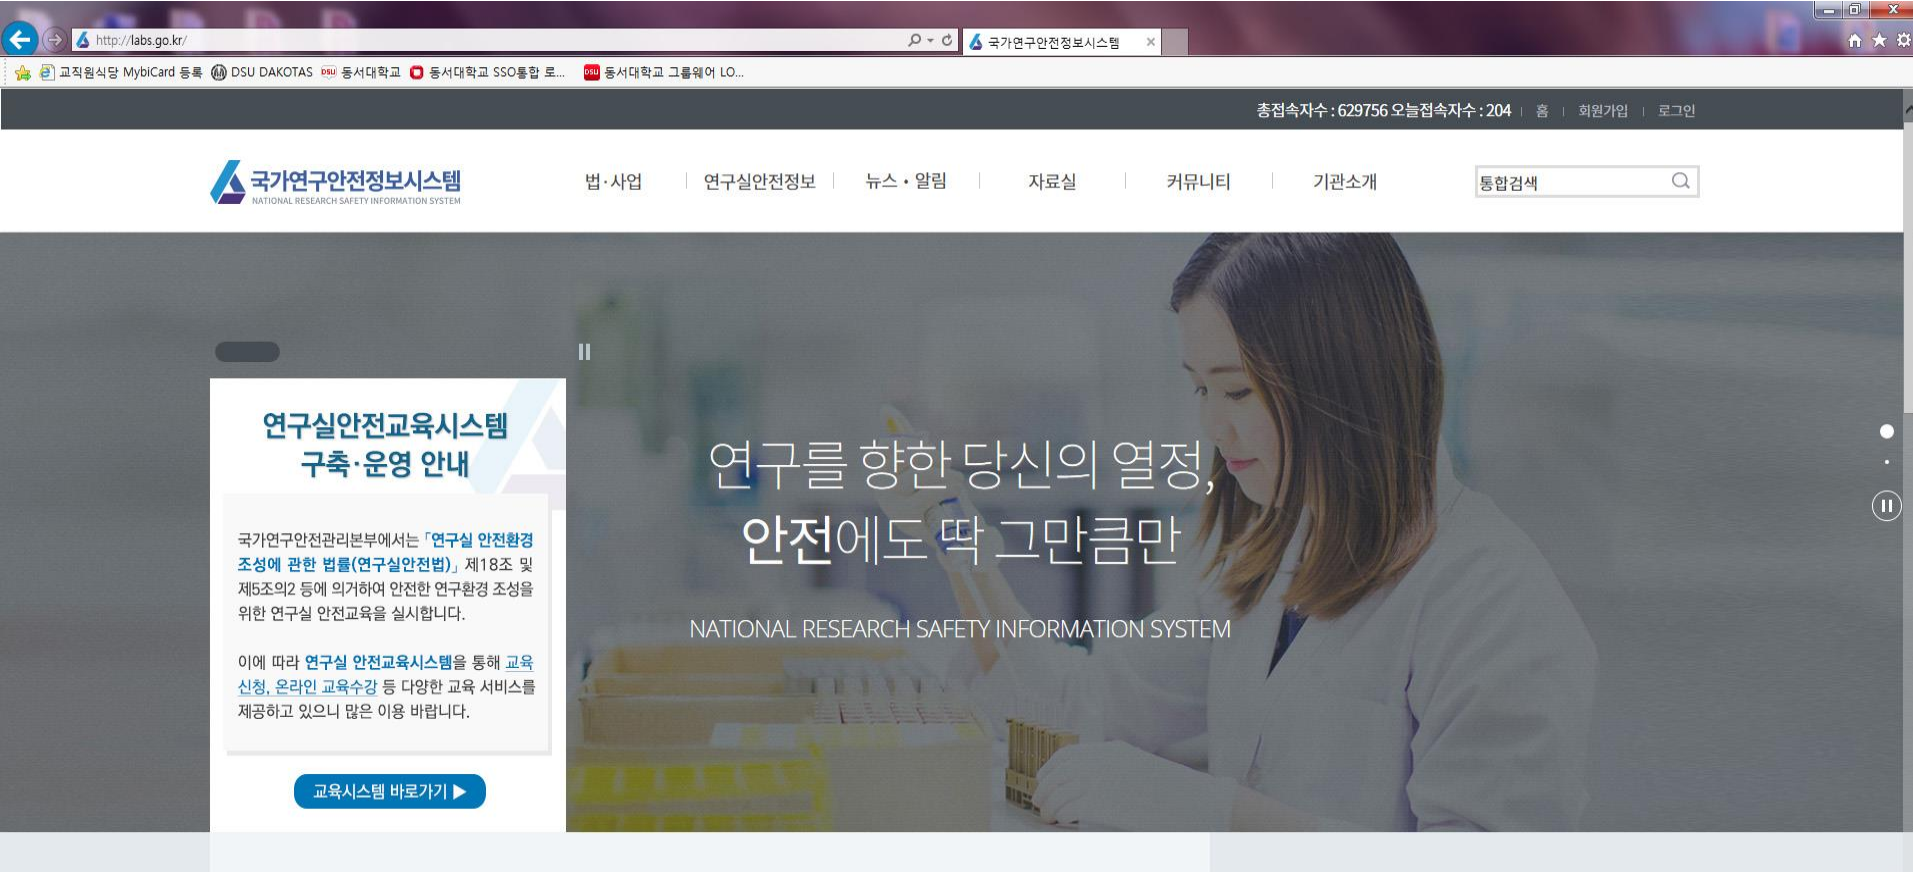 http://labs.go.kr/
국가연구안전정보시스템
교직원식당 MybiCard 등록
DSU DAKOTAS
동서대학교
동서대학교 SSO통합 로...
동서대학교 그룹웨어 LO...
총접속자수 : 629756 오늘접속자수 : 204
홈
회원가입
로그인
국가연구안전정보시스템
NATIONAL RESEARCH SAFETY INFORMATION SYSTEM
법·사업
연구실안전정보
뉴스·알림
자료실
커뮤니티
기관소개
통합검색
연구실안전교육시스템
구축·운영 안내
국가연구안전관리본부에서는 「연구실 안전환경
조성에 관한 법률(연구실안전법)」 제18조 및
제5조의2 등에 의거하여 안전한 연구환경 조성을
위한 연구실 안전교육을 실시합니다.
이에 따라 연구실 안전교육시스템을 통해 교육
신청, 온라인 교육수강 등 다양한 교육 서비스를
제공하고 있으니 많은 이용 바랍니다.
교육시스템 바로가기 ▶
연구를 향한 당신의 열정,
안전에도 딱 그만큼만
NATIONAL RESEARCH SAFETY INFORMATION SYSTEM